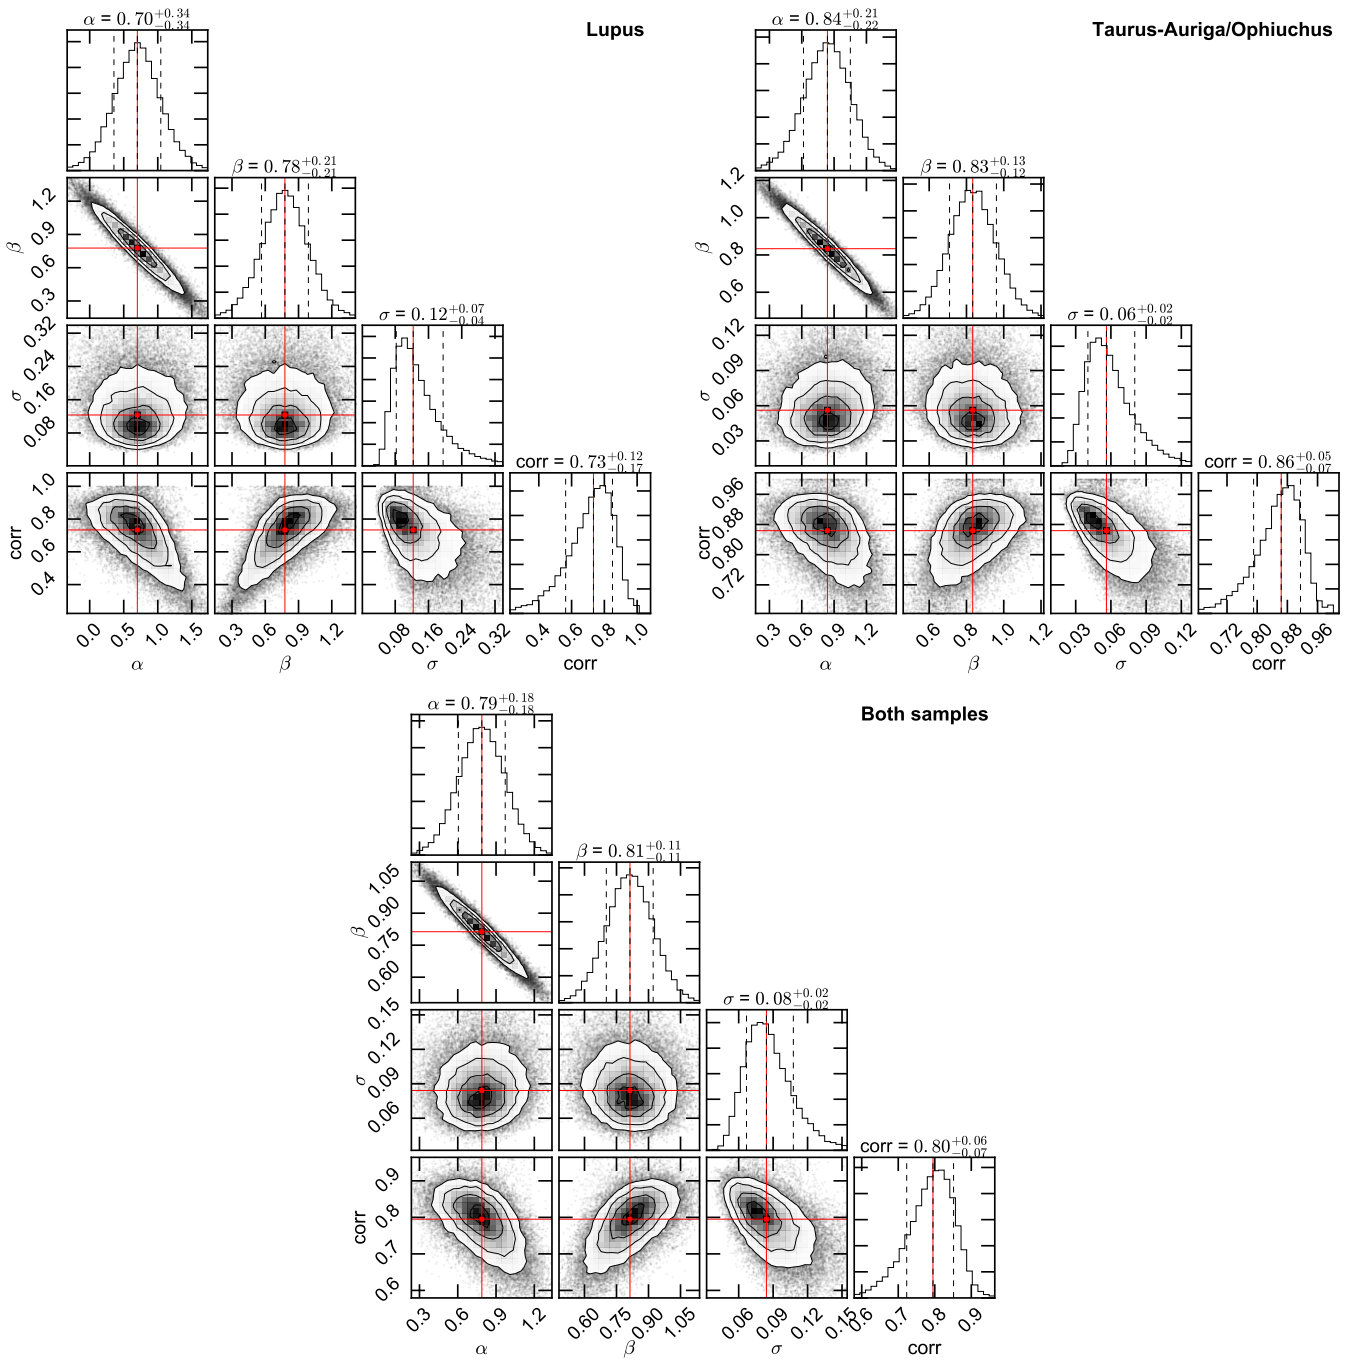 α = 0.70+0.34−0.34
Lupus
β = 0.78+0.21−0.21
1.2
0.9
0.6
0.3
β
σ = 0.12+0.07−0.04
0.32
0.24
0.16
0.08
σ
corr = 0.73+0.12−0.17
1.0
0.8
0.6
0.4
corr
0.0 0.5 1.0 1.5
0.3 0.6 0.9 1.2
0.08 0.16 0.24 0.32
0.4 0.6 0.8 1.0
α β σ corr
α = 0.84+0.21−0.22
Taurus-Auriga/Ophiuchus
β = 0.83+0.13−0.12
1.2
1.0
0.8
0.6
β
σ = 0.06+0.02−0.02
0.12
0.09
0.06
0.03
σ
corr = 0.86+0.05−0.07
0.96
0.88
0.80
0.72
corr
0.3 0.6 0.9 1.2
0.6 0.8 1.0 1.2
0.03 0.06 0.09 0.12
0.72 0.80 0.88 0.96
α β σ corr
α = 0.79+0.18−0.18
Both samples
β = 0.81+0.11−0.11
1.05
0.90
0.75
0.60
β
σ = 0.08+0.02−0.02
0.15
0.12
0.09
0.06
σ
corr = 0.80+0.06−0.07
0.9
0.8
0.7
0.6
corr
0.3 0.6 0.9 1.2
0.60 0.75 0.90 1.05
0.06 0.09 0.12 0.15
0.6 0.7 0.8 0.9
α β σ corr